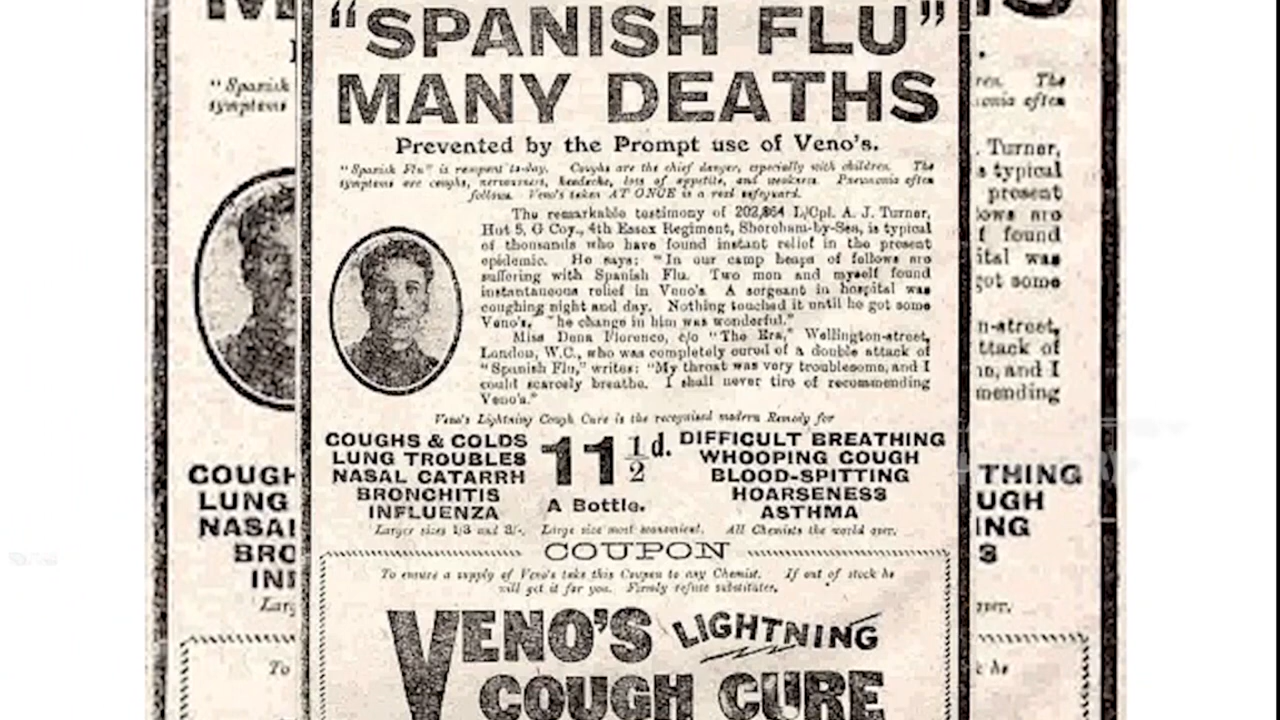 "SPANISH FLU"
MANY DEATHS
Prevented by the Prompt use of Veno's.
"Spanish Flu" is rampant to-day. Coughs are the chief danger, especially with children. The
symptoms are coughs, nervousness, headache, loss of appetite, and weakness. Pneumonia often
follows. Veno's taken AT ONCE is a real safeguard.
The remarkable testimony of 202,864 L/Cpl. A. J. Turner,
Hut 5, G Coy., 4th Essex Regiment, Shoreham-by-Sea, is typical
of thousands who have found instant relief in the present
epidemic. He says: "In our camp heaps of fellows are
suffering with Spanish Flu. Two men and myself found
instantaneous relief in Veno's. A sergeant in hospital was
coughing night and day. Nothing touched it until he got some
Veno's. he change in him was wonderful."
Miss Dona Florence, c/o "The Era," Wellington-street,
London, W.C., who was completely cured of a double attack of
"Spanish Flu," writes: "My throat was very troublesome, and I
could scarcely breathe. I shall never tire of recommending
Veno's."
Veno's Lightning Cough Cure is the recognised modern Remedy for
COUGHS & COLDS
LUNG TROUBLES
NASAL CATARRH
BRONCHITIS
INFLUENZA
11½d.
A Bottle.
DIFFICULT BREATHING
WHOOPING COUGH
BLOOD-SPITTING
HOARSENESS
ASTHMA
Larger sizes 1/3 and 3/-. Large size most economical. All Chemists the world over.
COUPON
To ensure a supply of Veno's take this Coupon to any Chemist. If out of stock he
will get it for you. Firmly refuse substitutes.
VENO'S LIGHTNING
COUGH CURE